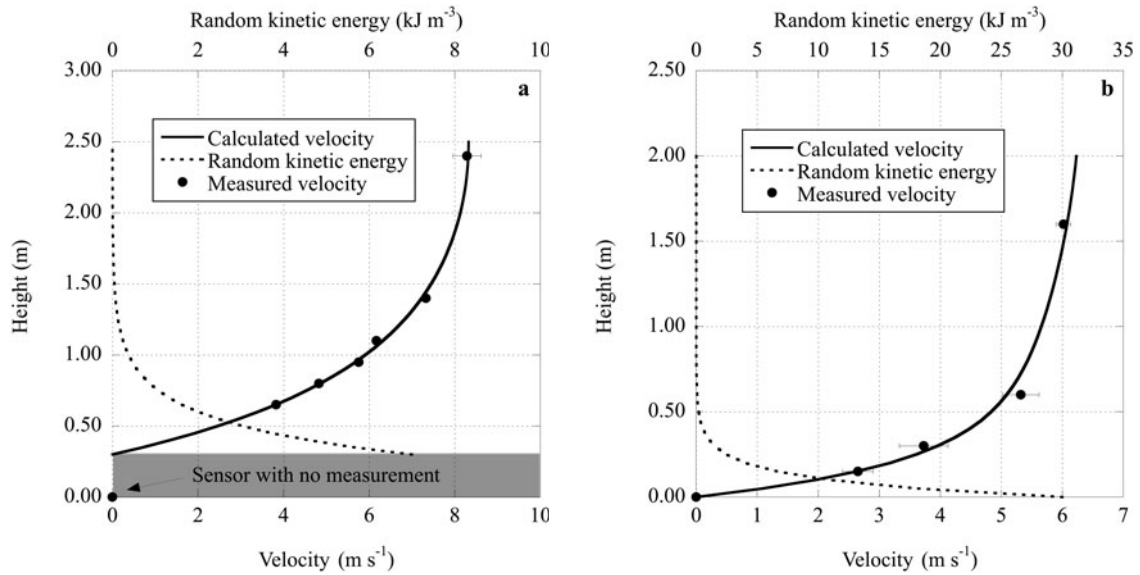 Random kinetic energy (kJ m-3)
0 2 4 6 8 10
3.00
a
Calculated velocity
Random kinetic energy
Measured velocity
2.50
2.00
1.50
1.00
0.50
0.00
Height (m)
Sensor with no measurement
0 2 4 6 8 10
Velocity (m s-1)
Random kinetic energy (kJ m-3)
0 5 10 15 20 25 30 35
2.50
b
Calculated velocity
Random kinetic energy
Measured velocity
2.00
1.50
1.00
0.50
0.00
Height (m)
0 1 2 3 4 5 6 7
Velocity (m s-1)